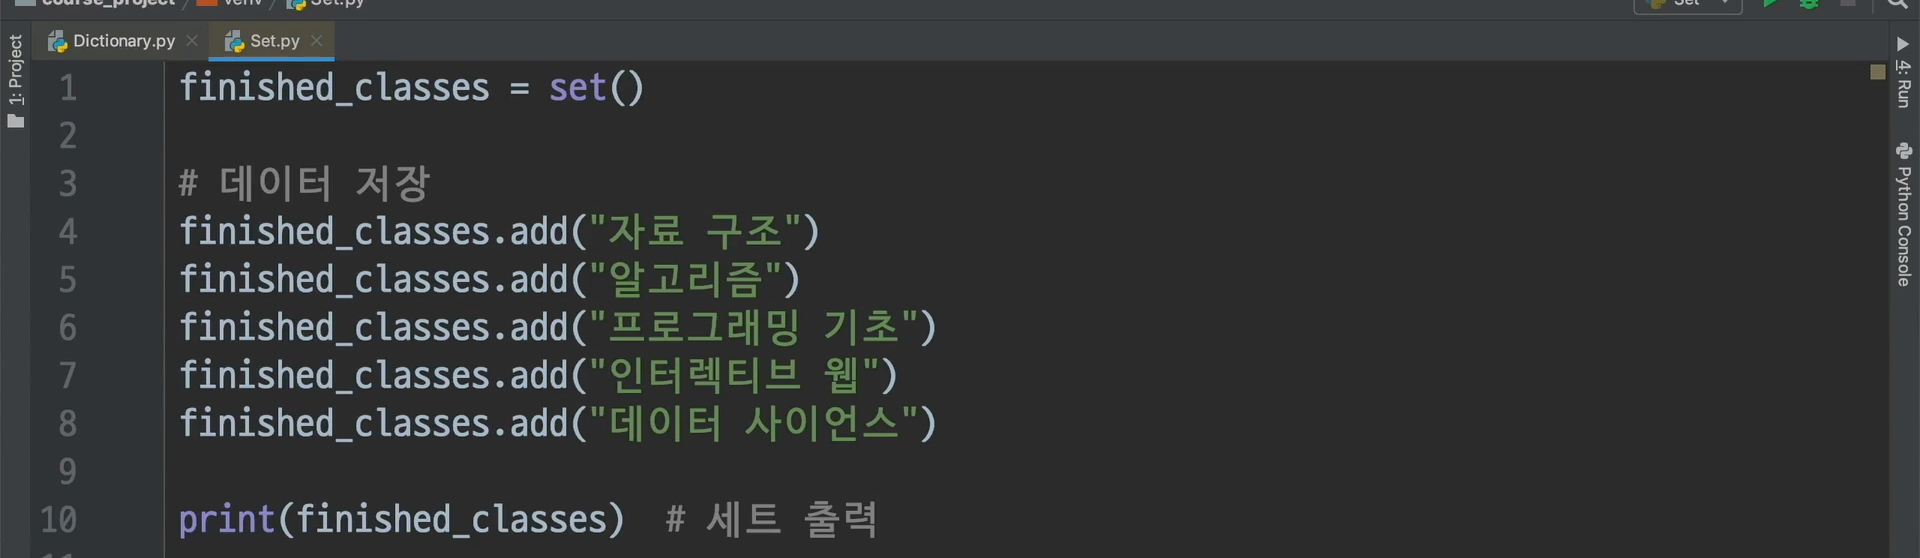 course_project / venv / Set.py
Set
Dictionary.py
Set.py
1: Project
4: Run
Python Console
1 finished_classes = set()
2
3 # 데이터 저장
4 finished_classes.add("자료 구조")
5 finished_classes.add("알고리즘")
6 finished_classes.add("프로그래밍 기초")
7 finished_classes.add("인터렉티브 웹")
8 finished_classes.add("데이터 사이언스")
9
10 print(finished_classes)  # 세트 출력